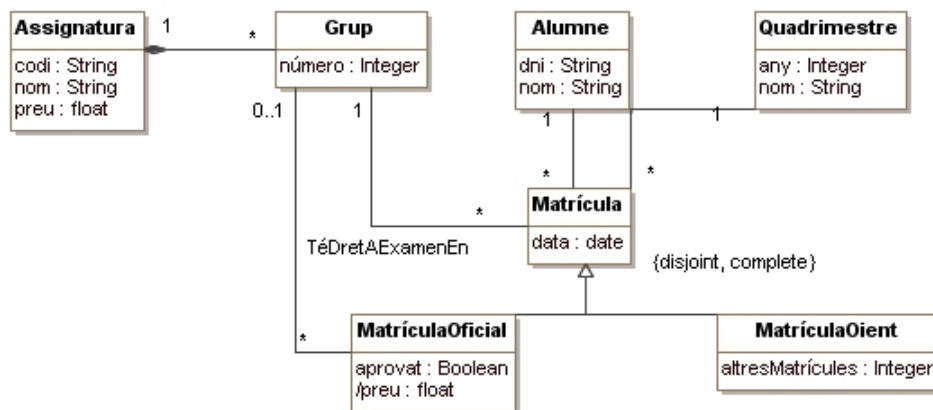 Assignatura
codi : String
nom : String
preu : float
1
*
Grup
número : Integer
0..1
1
Alumne
dni : String
nom : String
1
*
Quadrimestre
any : Integer
nom : String
1
*
Matrícula
data : date
*
TéDretAExamenEn
{disjoint, complete}
*
MatrículaOficial
aprovat : Boolean
/preu : float
MatrículaOient
altresMatrícules : Integer